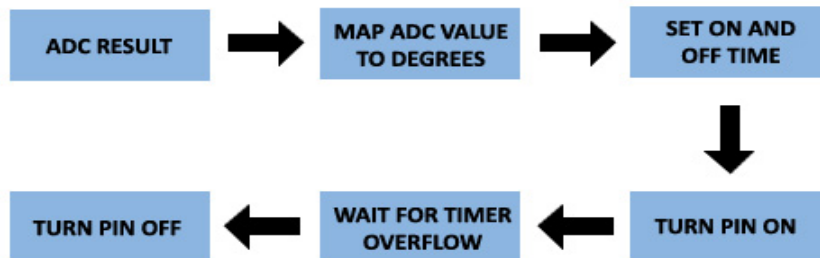 ADC RESULT
MAP ADC VALUE
TO DEGREES
SET ON AND
OFF TIME
TURN PIN ON
WAIT FOR TIMER
OVERFLOW
TURN PIN OFF